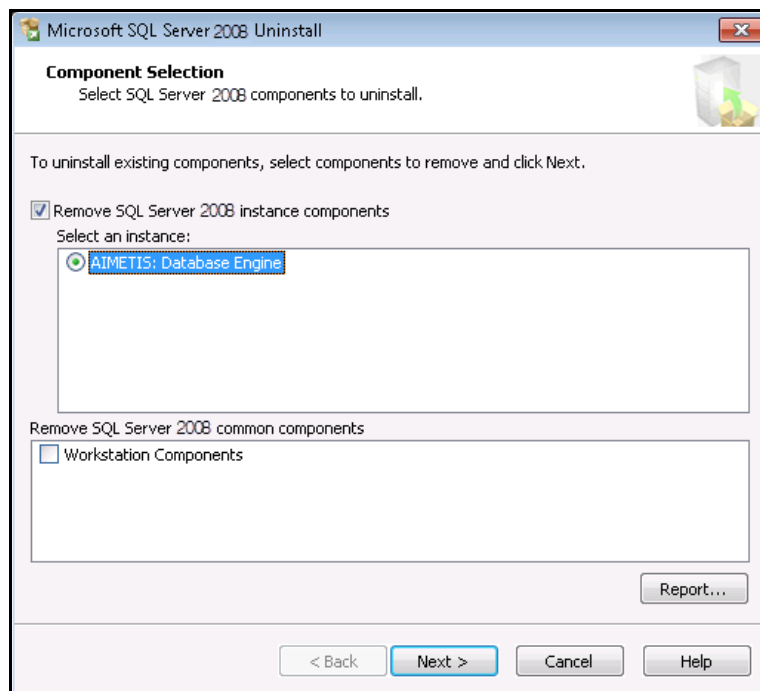 Microsoft SQL Server 2008 Uninstall
Component Selection
Select SQL Server 2008 components to uninstall.
To uninstall existing components, select components to remove and click Next.
Remove SQL Server 2008 instance components
Select an instance:
AIMETIS: Database Engine
Remove SQL Server 2008 common components
Workstation Components
Report...
< Back Next > Cancel Help